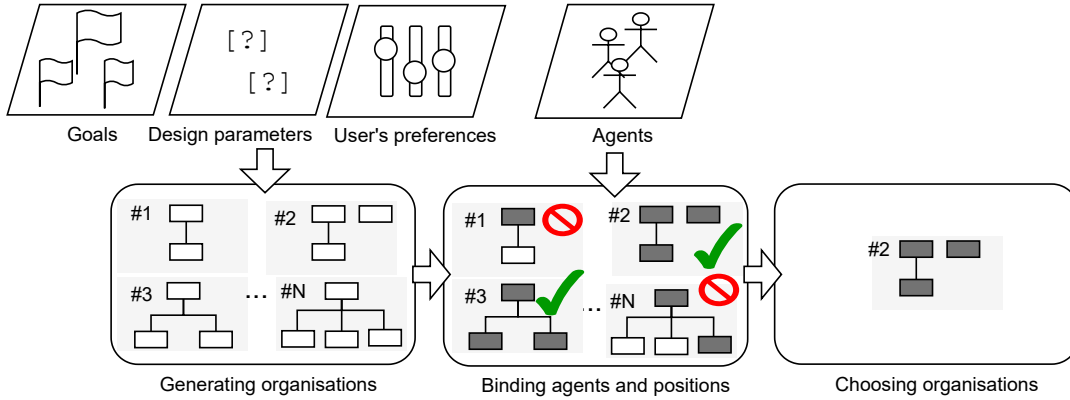 [?]
[?]
Goals
Design parameters
User's preferences
Agents
#1
#2
#3
...
#N
#1
#2
#3
...
#N
#2
Generating organisations
Binding agents and positions
Choosing organisations